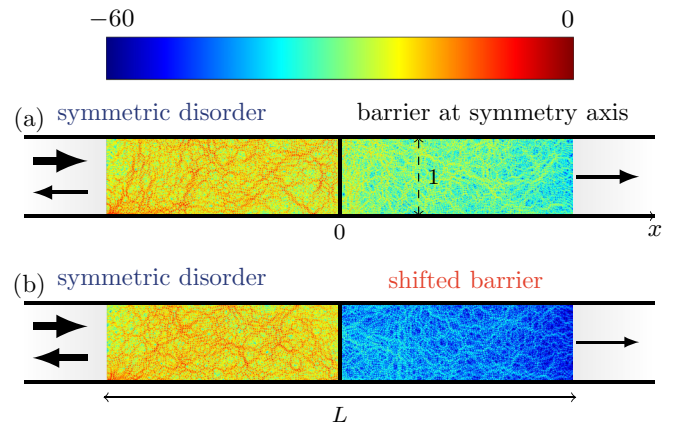 −60 0
symmetric disorder barrier at symmetry axis
(a)
1
0 x
symmetric disorder shifted barrier
(b)
L